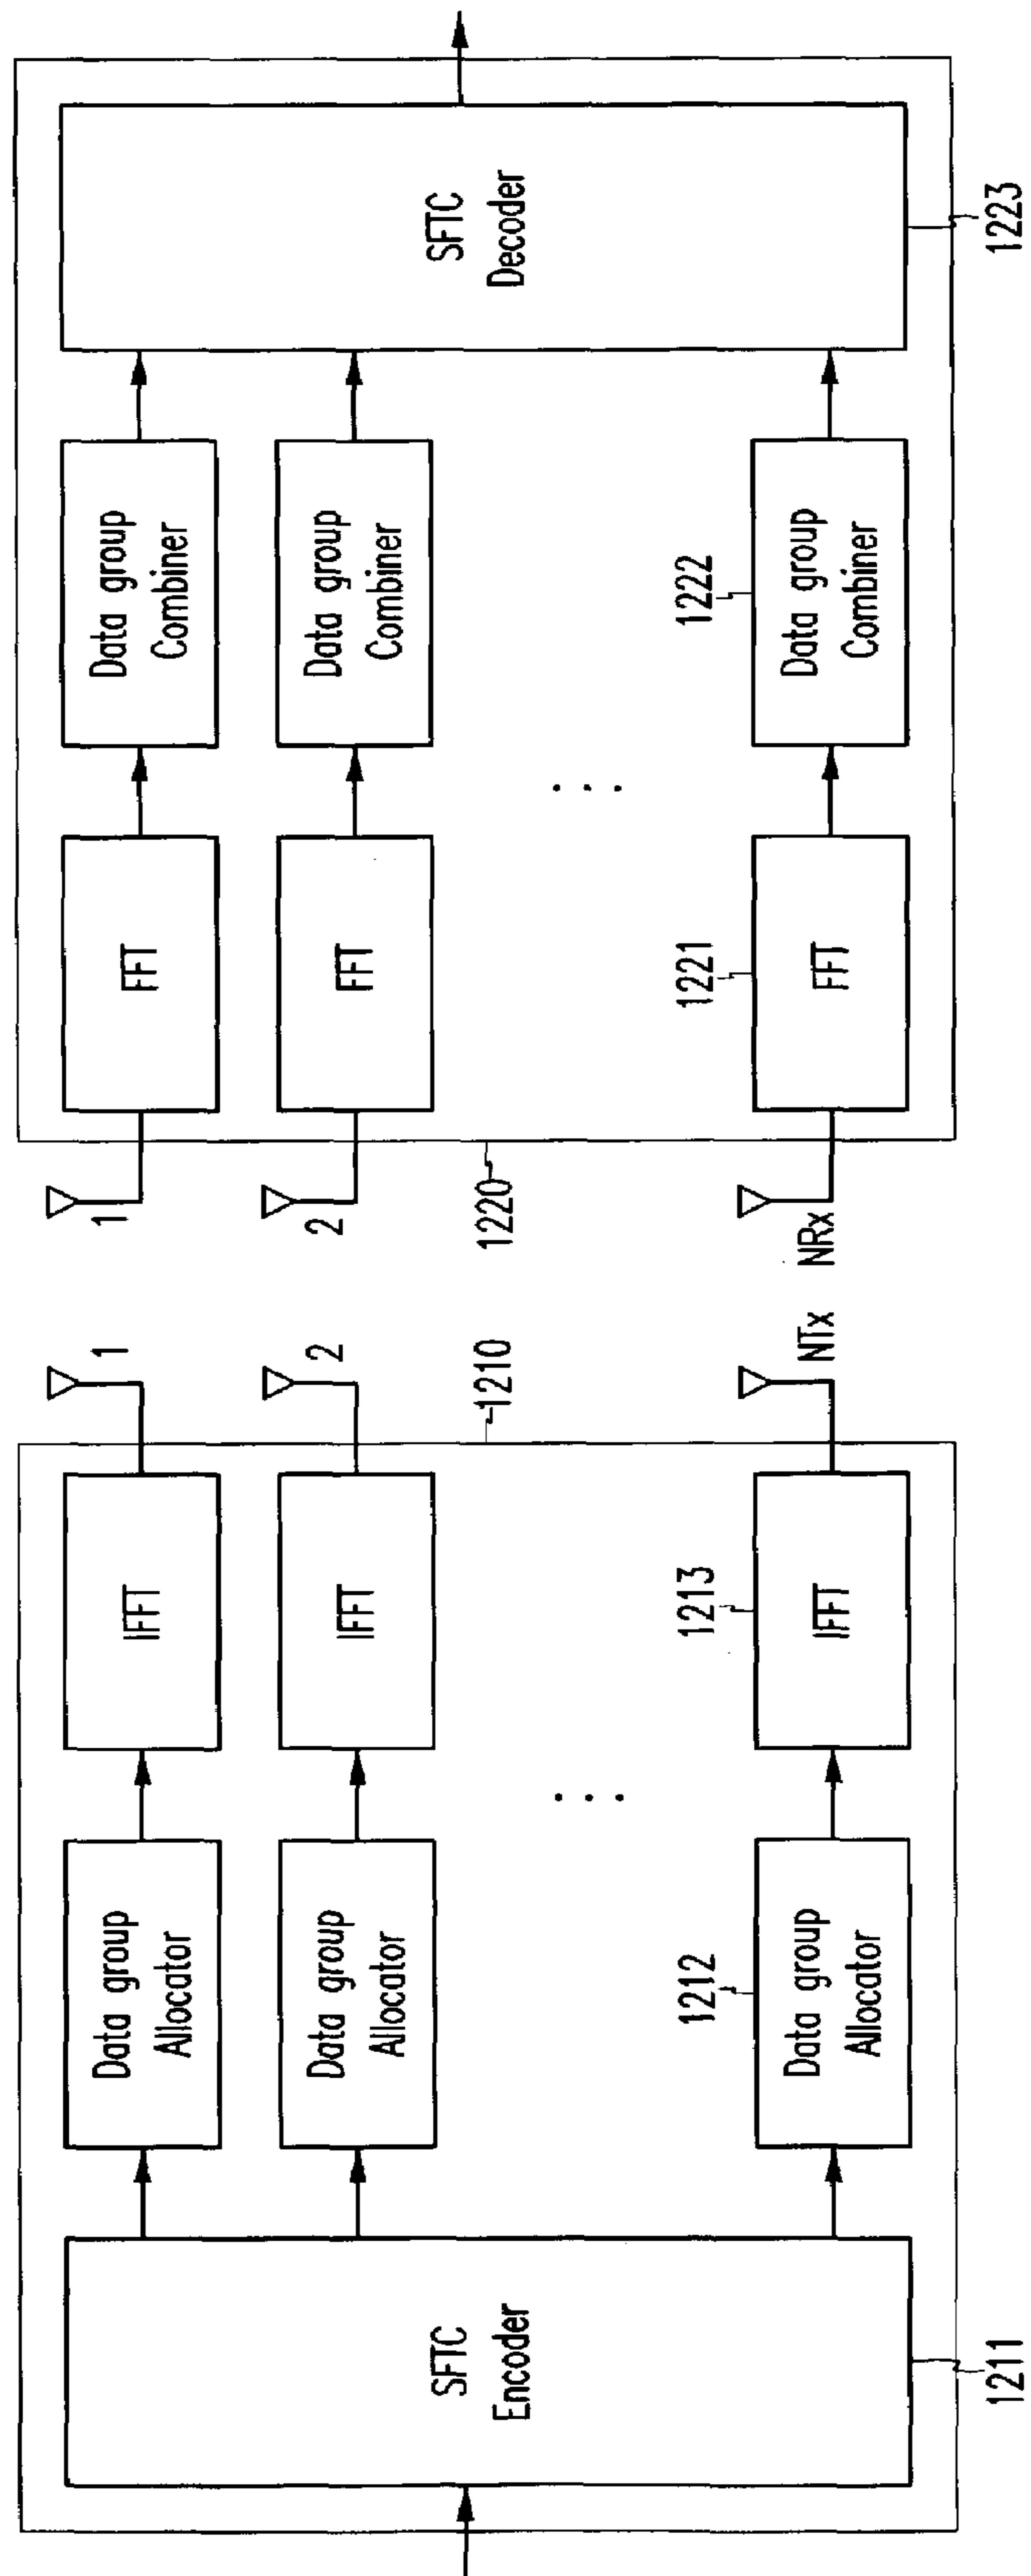 SFTC
Encoder
1211
Data group
Allocator
Data group
Allocator
1212
Data group
Allocator
IFFT
IFFT
1213
IFFT
1
2
NTx
1210
1
2
NRx
1220
FFT
FFT
1221
FFT
Data group
Combiner
Data group
Combiner
1222
Data group
Combiner
. . .
. . .
SFTC
Decoder
1223